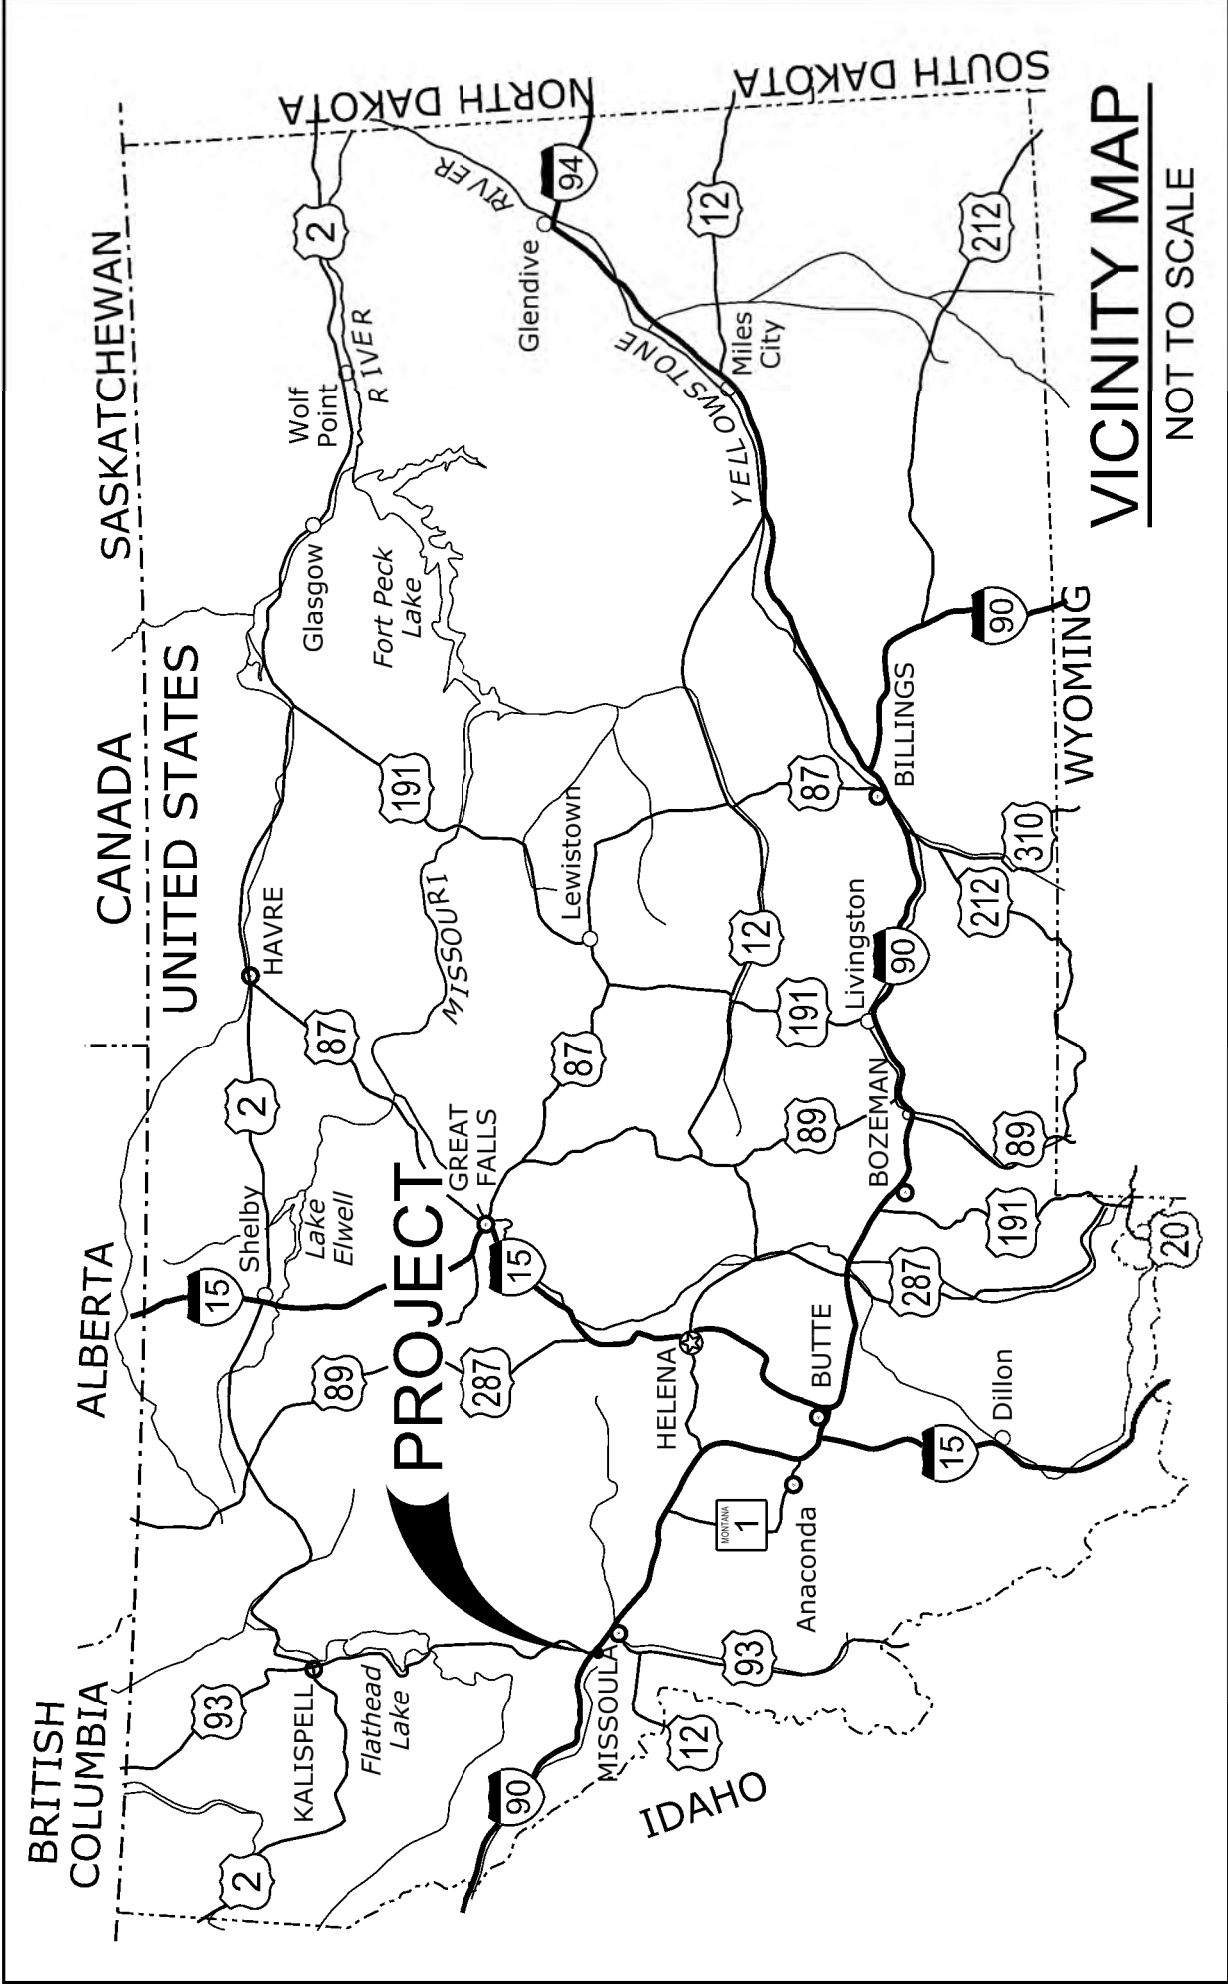 BRITISH
COLUMBIA
ALBERTA
CANADA
SASKATCHEWAN
UNITED STATES
NORTH DAKOTA
SOUTH DAKOTA
WYOMING
IDAHO
93
2
KALISPELL
Flathead
Lake
90
MISSOULA
12
93
PROJECT
15
Shelby
Lake
Elwell
89
287
2
HAVRE
87
GREAT
FALLS
15
HELENA
MONTANA
1
Anaconda
BUTTE
15
Dillon
287
191
20
BOZEMAN
89
89
Livingston
191
90
212
310
87
Lewistown
12
MISSOURI
191
Glasgow
Fort Peck
Lake
Wolf
Point
RIVER
2
87
BILLINGS
90
YELLOWSTONE
RIVER
Miles
City
Glendive
94
12
212
VICINITY MAP
NOT TO SCALE